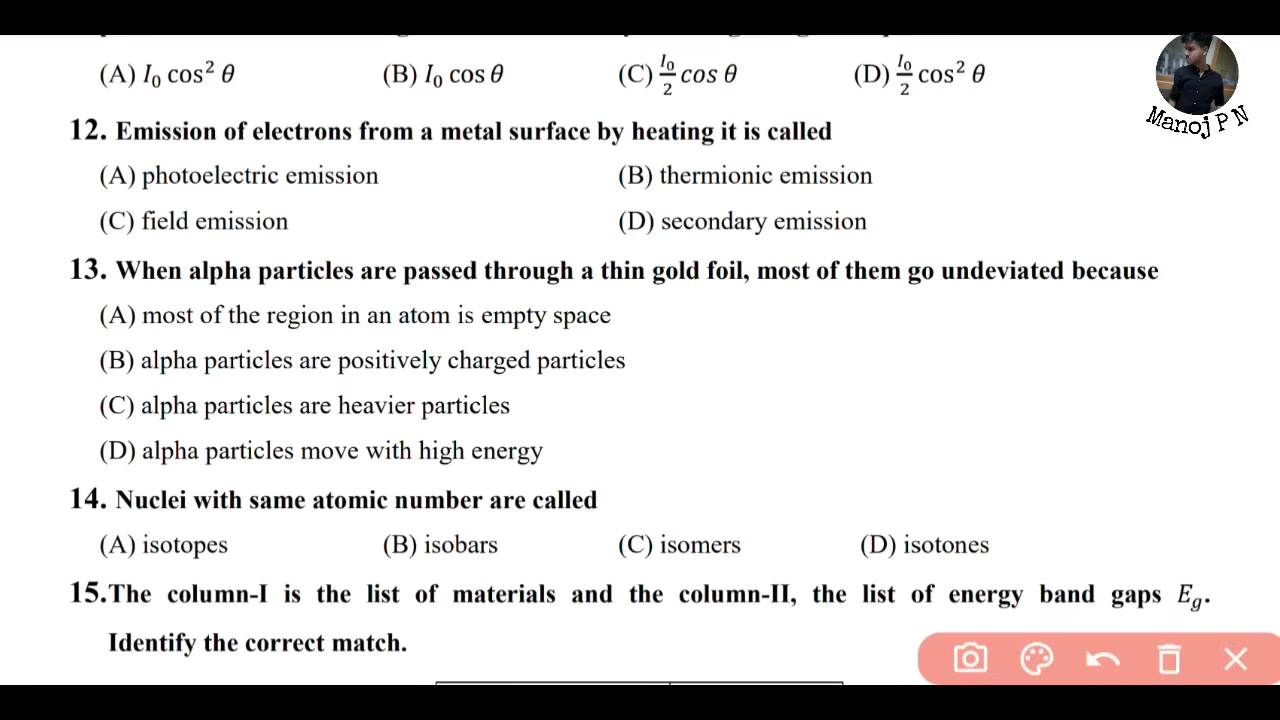 (A) I₀ cos² θ (B) I₀ cos θ (C) I₀/2 cos θ (D) I₀/2 cos² θ
Manoj P N
12. Emission of electrons from a metal surface by heating it is called
(A) photoelectric emission (B) thermionic emission
(C) field emission (D) secondary emission
13. When alpha particles are passed through a thin gold foil, most of them go undeviated because
(A) most of the region in an atom is empty space
(B) alpha particles are positively charged particles
(C) alpha particles are heavier particles
(D) alpha particles move with high energy
14. Nuclei with same atomic number are called
(A) isotopes (B) isobars (C) isomers (D) isotones
15.The column-I is the list of materials and the column-II, the list of energy band gaps E_g.
Identify the correct match.